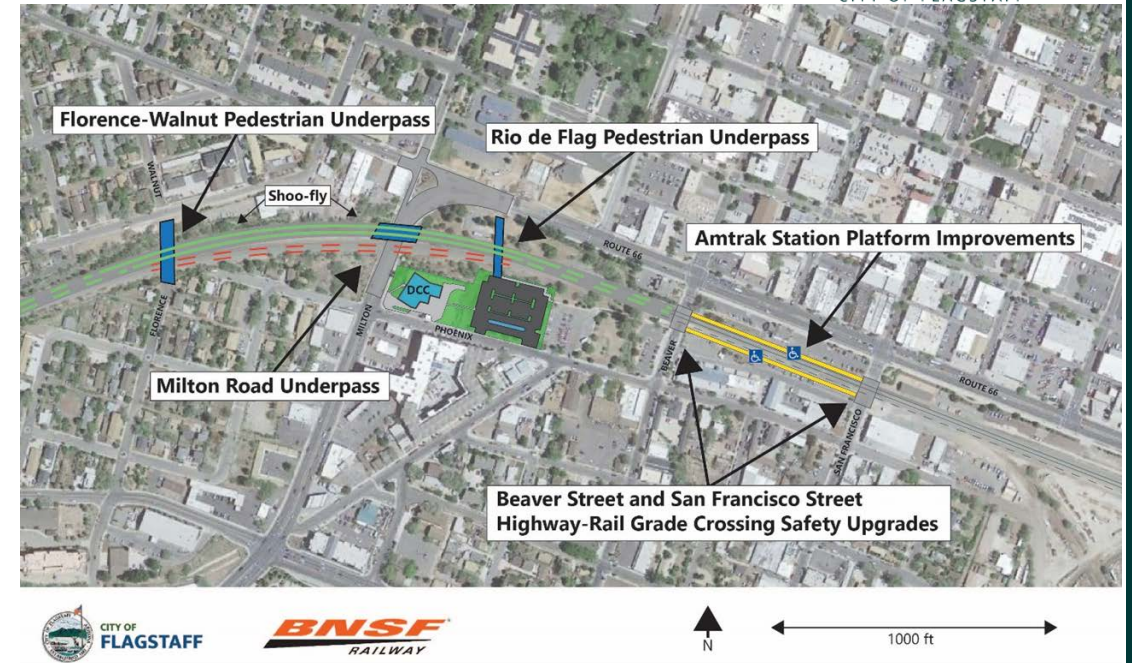 CITY OF FLAGSTAFF
Florence-Walnut Pedestrian Underpass
Rio de Flag Pedestrian Underpass
WALNUT
Shoo-fly
Amtrak Station Platform Improvements
ROUTE 66
DCC
FLORENCE
MILTON
PHOENIX
BEAVER
Milton Road Underpass
ROUTE 66
SAN FRANCISCO
Beaver Street and San Francisco Street
Highway-Rail Grade Crossing Safety Upgrades
CITY OF
FLAGSTAFF
BNSF
RAILWAY
N
1000 ft